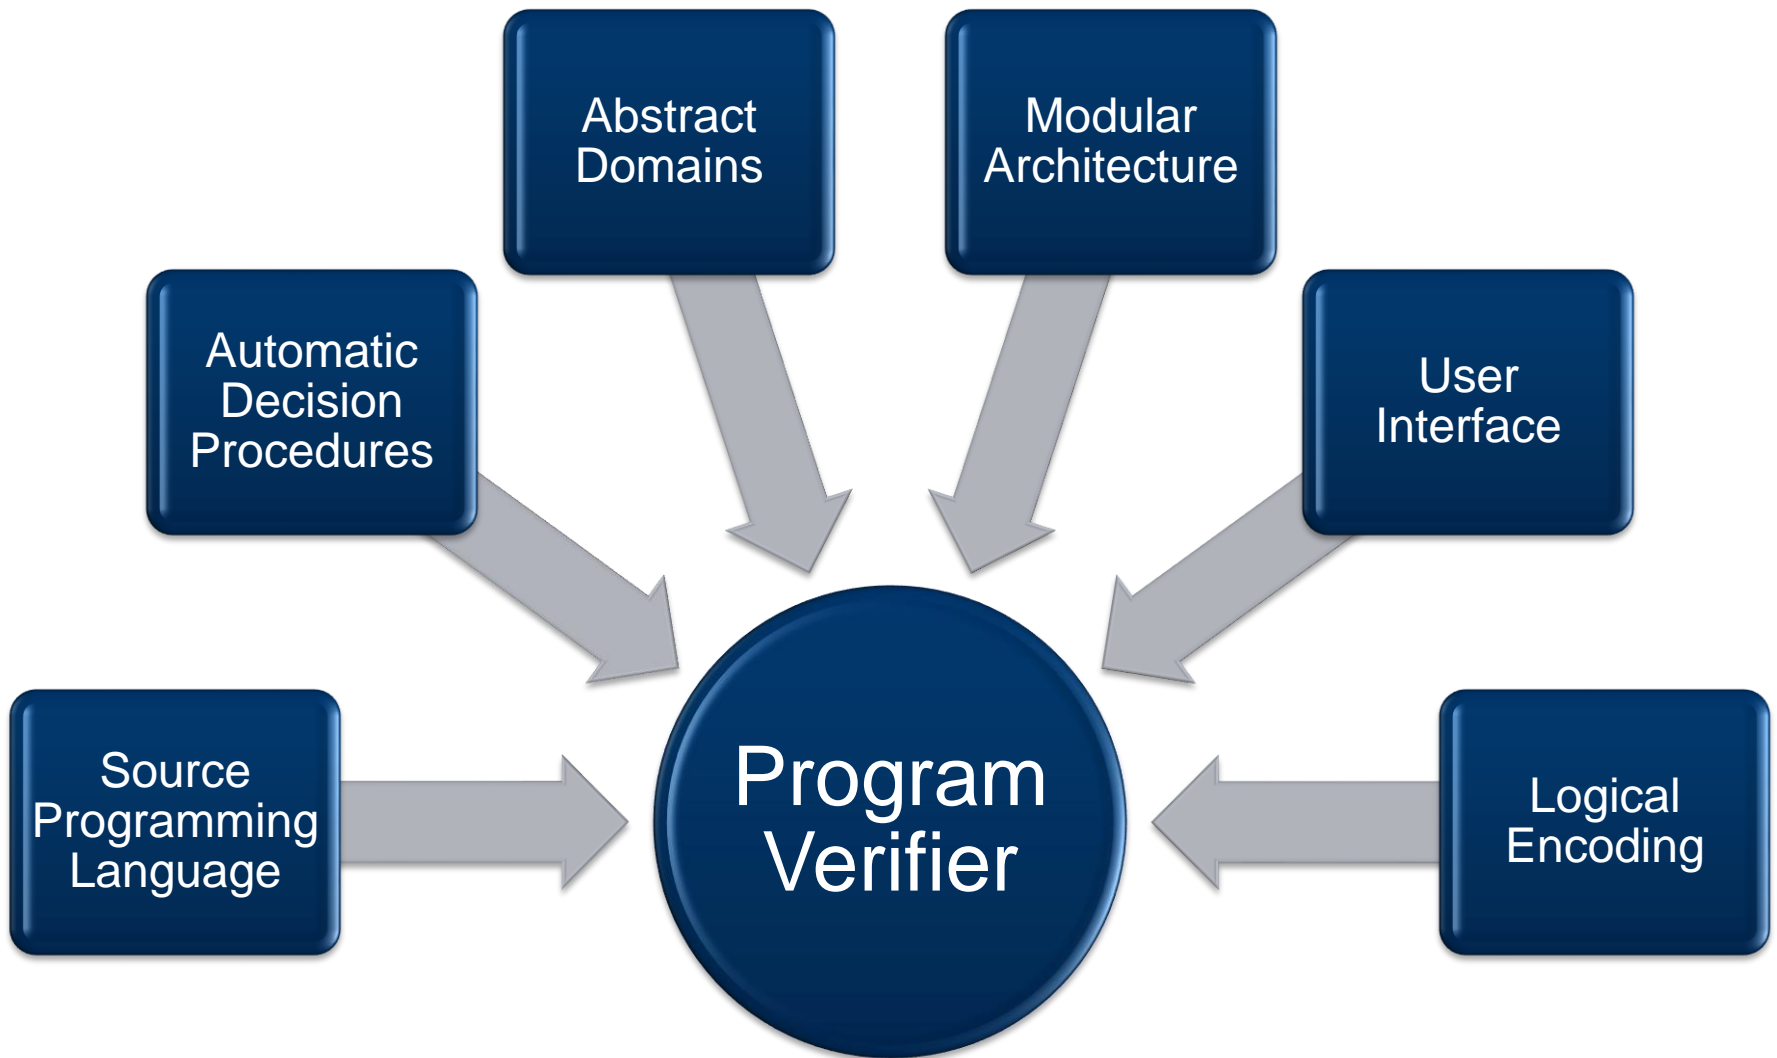 Abstract
Domains
Modular
Architecture
Automatic
Decision
Procedures
User
Interface
Source
Programming
Language
Program
Verifier
Logical
Encoding